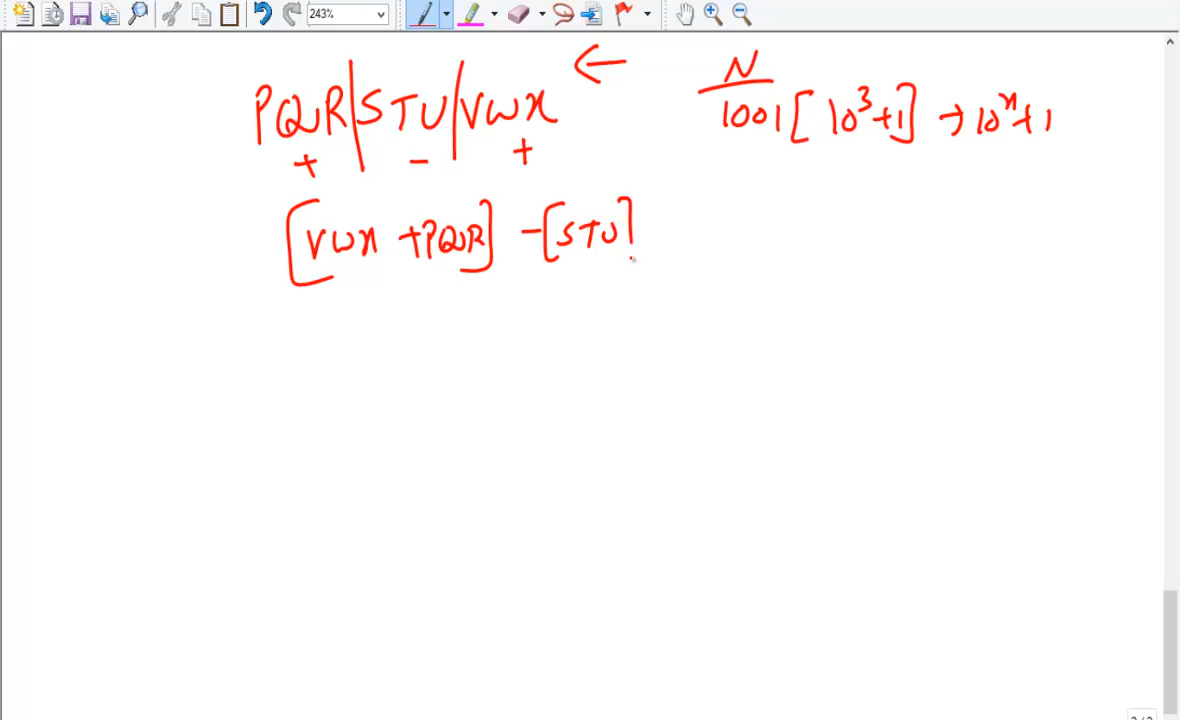 243%
PQR|STU|VWX ←
+ - +
N
1001 [10³+1] → 10ⁿ+1
[VWX +PQR] -[STU]